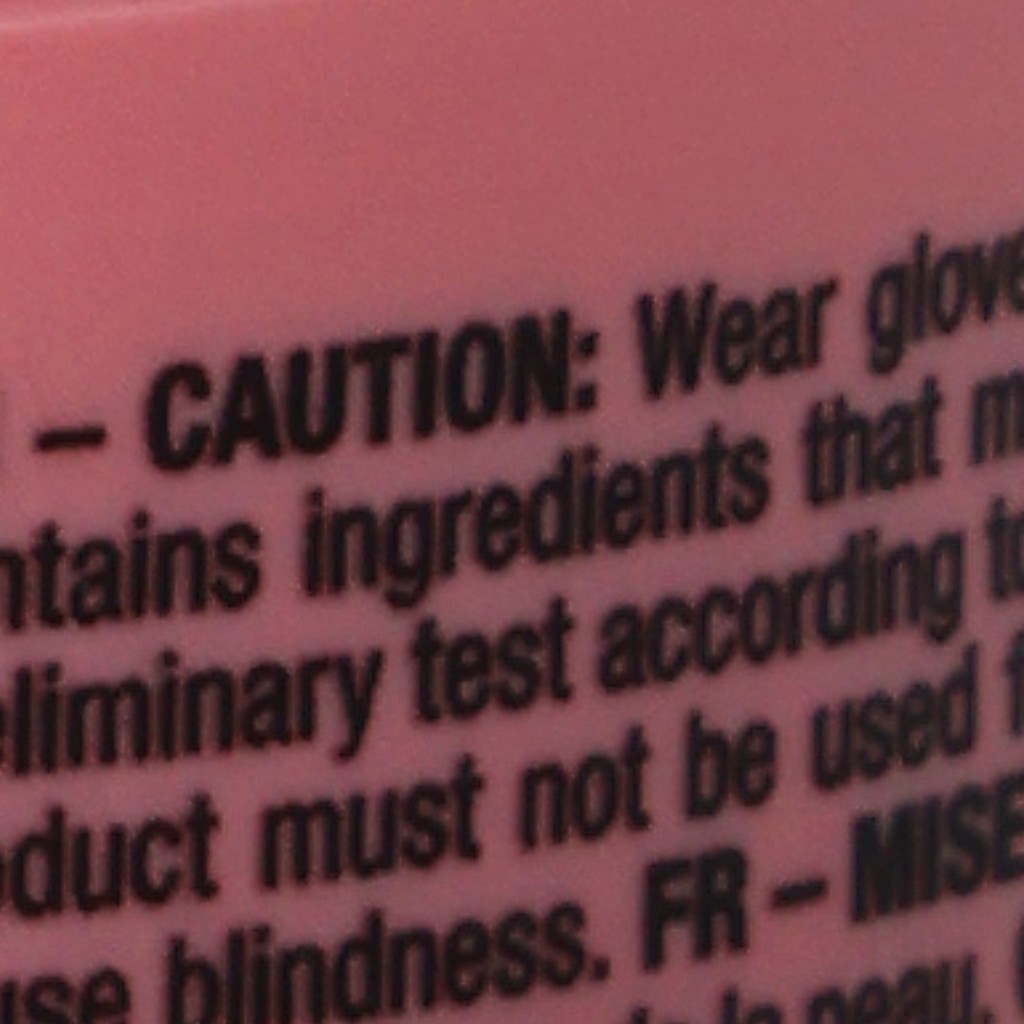 – CAUTION: Wear glove
ntains ingredients that m
eliminary test according to
oduct must not be used f
use blindness. FR – MISE
la peau.